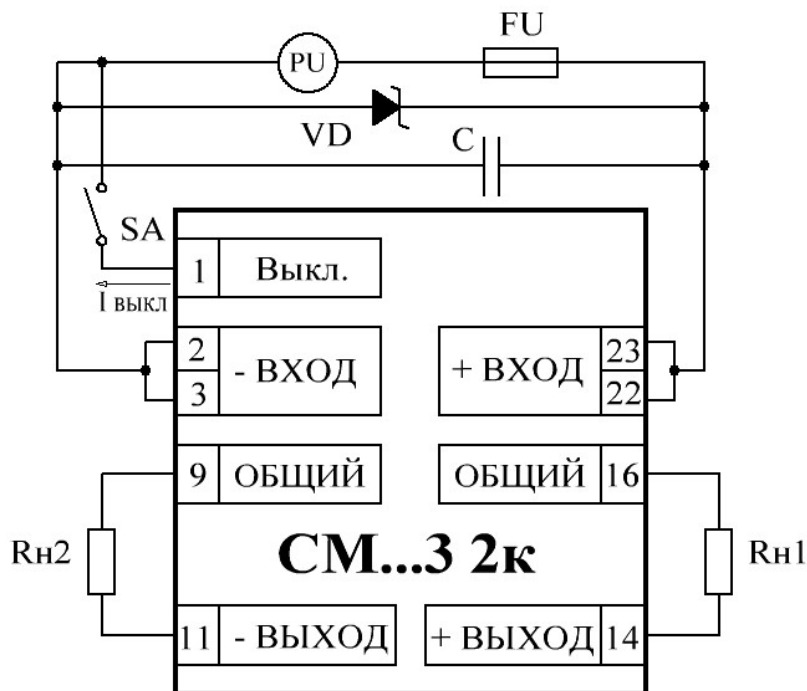 FU
PU
VD
C
SA
1 Выкл.
I выкл
2
3
- ВХОД
+ ВХОД
23
22
9 ОБЩИЙ
ОБЩИЙ 16
Rн2
СМ...3 2к
Rн1
11 - ВЫХОД
+ ВЫХОД 14